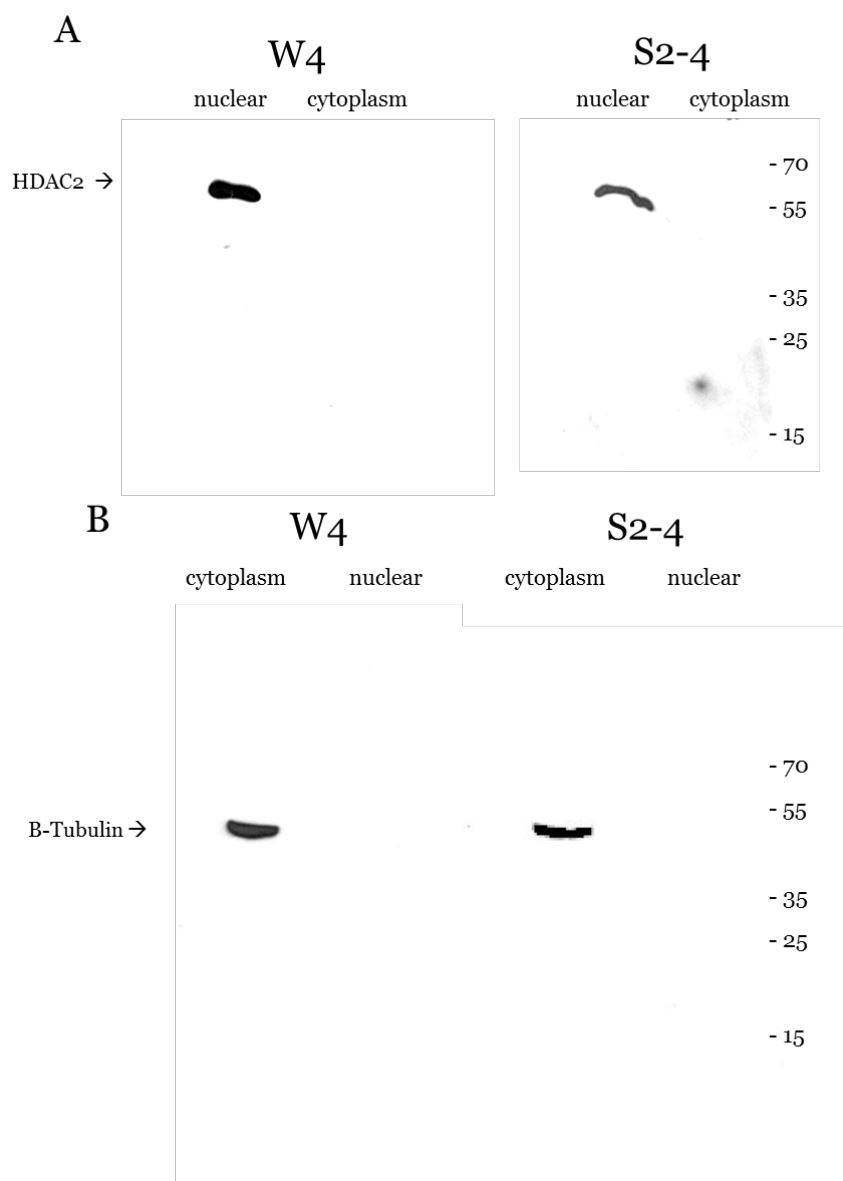 A
W4 S2-4
nuclear cytoplasm nuclear cytoplasm
HDAC2 →
- 70
- 55
- 35
- 25
- 15
B
W4 S2-4
cytoplasm nuclear cytoplasm nuclear
- 70
- 55
B-Tubulin →
- 35
- 25
- 15